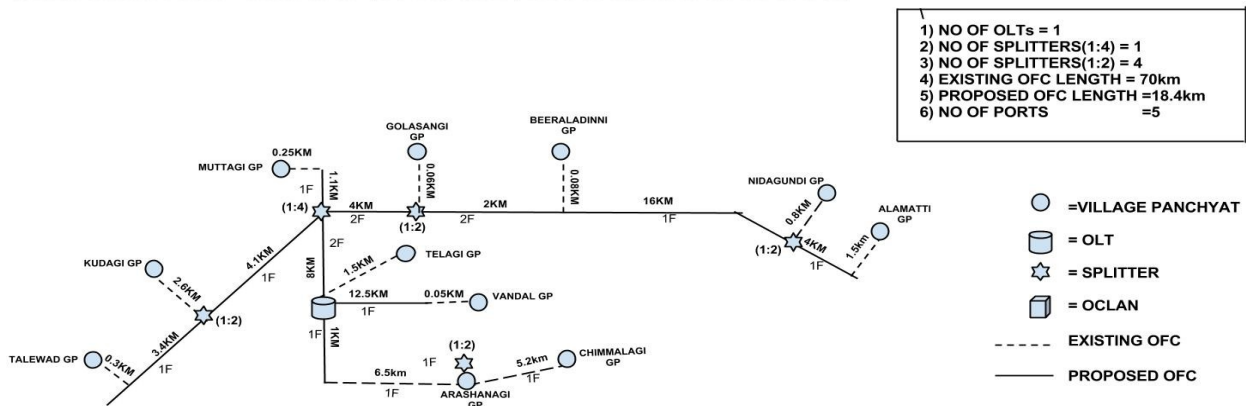 1) NO OF OLTs = 1
2) NO OF SPLITTERS(1:4) = 1
3) NO OF SPLITTERS(1:2) = 4
4) EXISTING OFC LENGTH = 70km
5) PROPOSED OFC LENGTH =18.4km
6) NO OF PORTS =5
GOLASANGI
GP
BEERALADINNI
GP
0.25KM
MUTTAGI GP
1F
1.1KM
0.06KM
0.08KM
NIDAGUNDI GP
ALAMATTI
GP
(1:4)
4KM
2F
(1:2)
2KM
2F
16KM
1F
0.8KM
(1:2)
4KM
1F
1.5km
=VILLAGE PANCHYAT
= OLT
= SPLITTER
= OCLAN
EXISTING OFC
PROPOSED OFC
2F
8KM
TELAGI GP
1.5KM
KUDAGI GP
4.1KM
1F
2.6KM
(1:2)
12.5KM
1F
0.05KM
VANDAL GP
1F
1KM
3.4KM
1F
TALEWAD GP
0.3KM
(1:2)
1F
6.5km
1F
ARASHANAGI
GP
5.2km
1F
CHIMMALAGI
GP